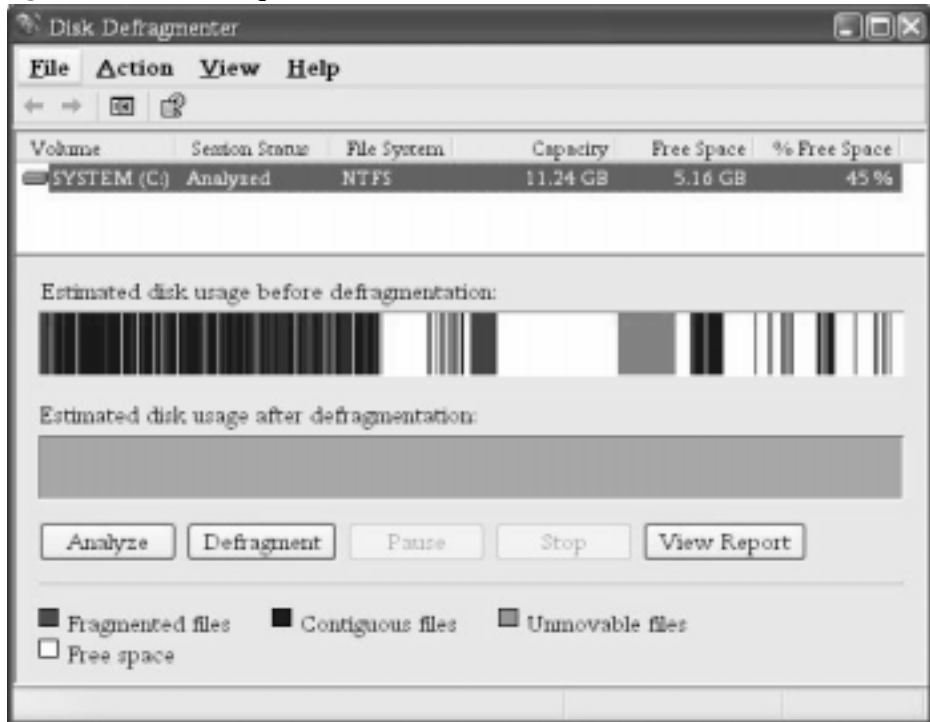 Disk Defragmenter
File Action View Help
Volume Session Status File System Capacity Free Space % Free Space
SYSTEM (C:) Analyzed NTFS 11.24 GB 5.16 GB 45 %
Estimated disk usage before defragmentation:
Estimated disk usage after defragmentation:
Analyze Defragment Pause Stop View Report
Fragmented files Contiguous files Unmovable files
Free space